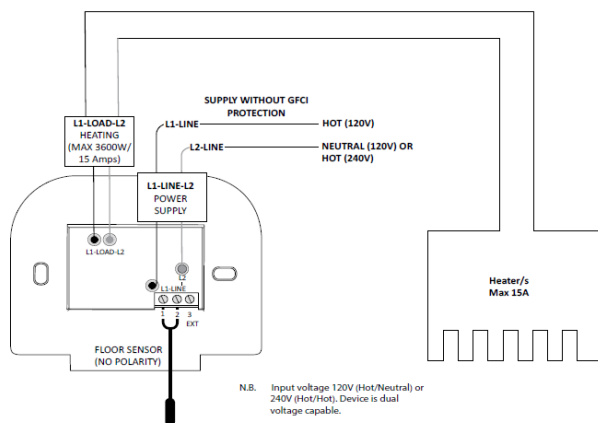 SUPPLY WITHOUT GFCI
PROTECTION
L1-LOAD-L2
HEATING
(MAX 3600W/
15 Amps)
L1-LINE
HOT (120V)
L2-LINE
NEUTRAL (120V) OR
HOT (240V)
L1-LINE-L2
POWER
SUPPLY
L1-LOAD-L2
L2
L1-LINE
1 2 3
EXT
FLOOR SENSOR
(NO POLARITY)
Heater/s
Max 15A
N.B. Input voltage 120V (Hot/Neutral) or
240V (Hot/Hot). Device is dual
voltage capable.